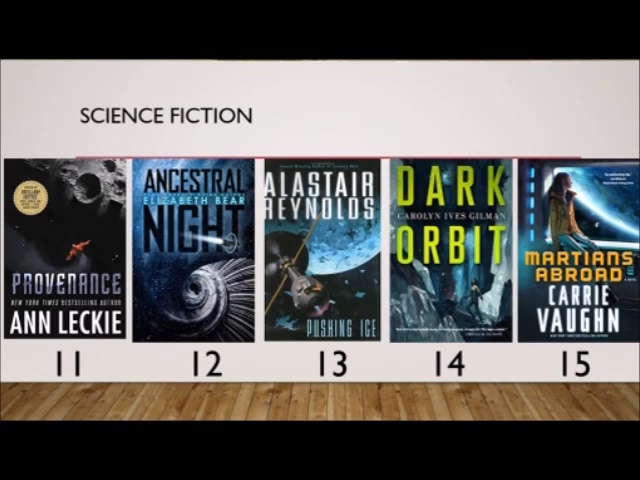 SCIENCE FICTION
PROVENANCE
NEW YORK TIMES BESTSELLING AUTHOR
ANN LECKIE
ANCESTRAL
ELIZABETH BEAR
NIGHT
ALASTAIR
REYNOLDS
PUSHING ICE
DARK
CAROLYN IVES GILMAN
ORBIT
MARTIANS
ABROAD
CARRIE
VAUGHN
11
12
13
14
15